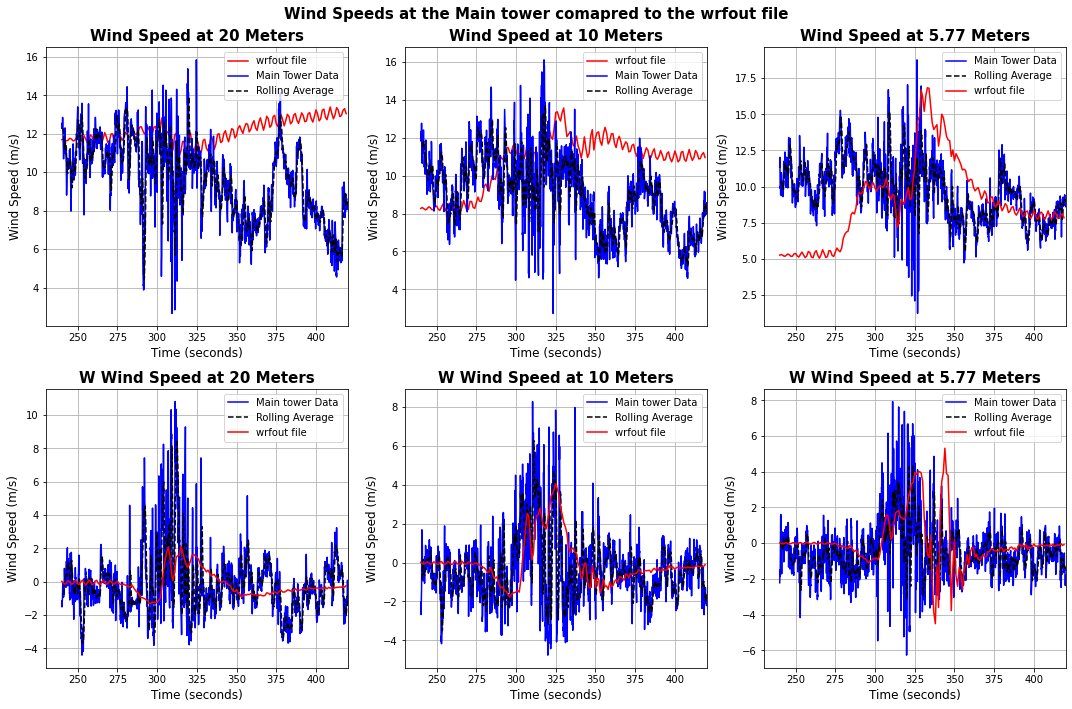 Wind Speeds at the Main tower comapred to the wrfout file
Wind Speed at 20 Meters
16
14
12
10
8
6
4
Wind Speed (m/s)
wrfout file
Main Tower Data
Rolling Average
250 275 300 325 350 375 400
Time (seconds)
Wind Speed at 10 Meters
16
14
12
10
8
6
4
Wind Speed (m/s)
wrfout file
Main Tower Data
Rolling Average
250 275 300 325 350 375 400
Time (seconds)
Wind Speed at 5.77 Meters
17.5
15.0
12.5
10.0
7.5
5.0
2.5
Wind Speed (m/s)
Main Tower Data
Rolling Average
wrfout file
250 275 300 325 350 375 400
Time (seconds)
W Wind Speed at 20 Meters
10
8
6
4
2
0
−2
−4
Wind Speed (m/s)
Main tower Data
Rolling Average
wrfout file
250 275 300 325 350 375 400
Time (seconds)
W Wind Speed at 10 Meters
8
6
4
2
0
−2
−4
Wind Speed (m/s)
Main tower Data
Rolling Average
wrfout file
250 275 300 325 350 375 400
Time (seconds)
W Wind Speed at 5.77 Meters
8
6
4
2
0
−2
−4
−6
Wind Speed (m/s)
Main tower Data
Rolling Average
wrfout file
250 275 300 325 350 375 400
Time (seconds)